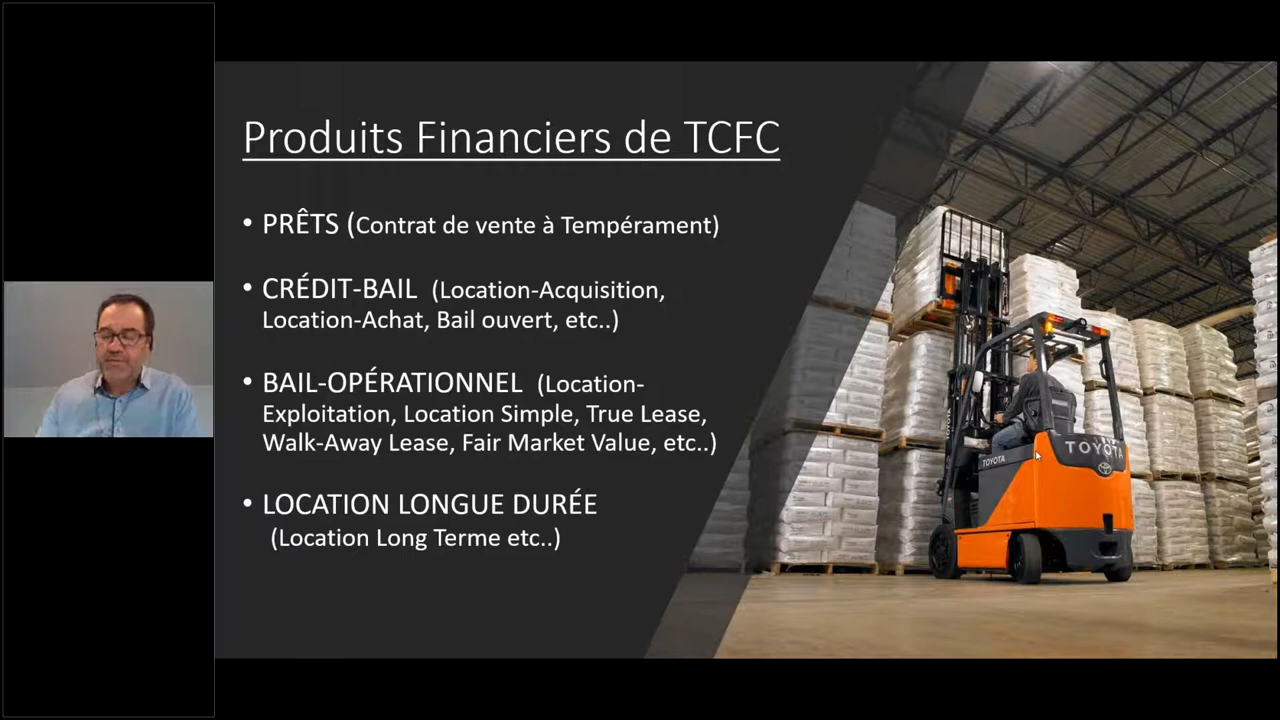 Produits Financiers de TCFC
• PRÊTS (Contrat de vente à Tempérament)
• CRÉDIT-BAIL (Location-Acquisition,
Location-Achat, Bail ouvert, etc..)
• BAIL-OPÉRATIONNEL (Location-
Exploitation, Location Simple, True Lease,
Walk-Away Lease, Fair Market Value, etc..)
• LOCATION LONGUE DURÉE
(Location Long Terme etc..)
TOYOTA
TOYOTA